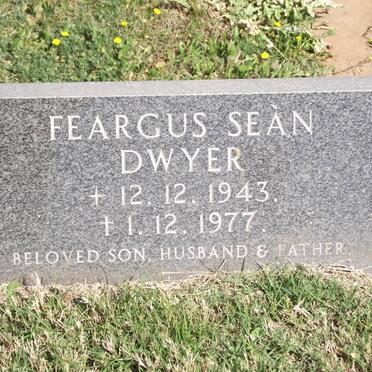 FEARGUS SEÀN
DWYER
✝ 12. 12. 1943.
✝ 1. 12. 1977.
BELOVED SON, HUSBAND & FATHER.